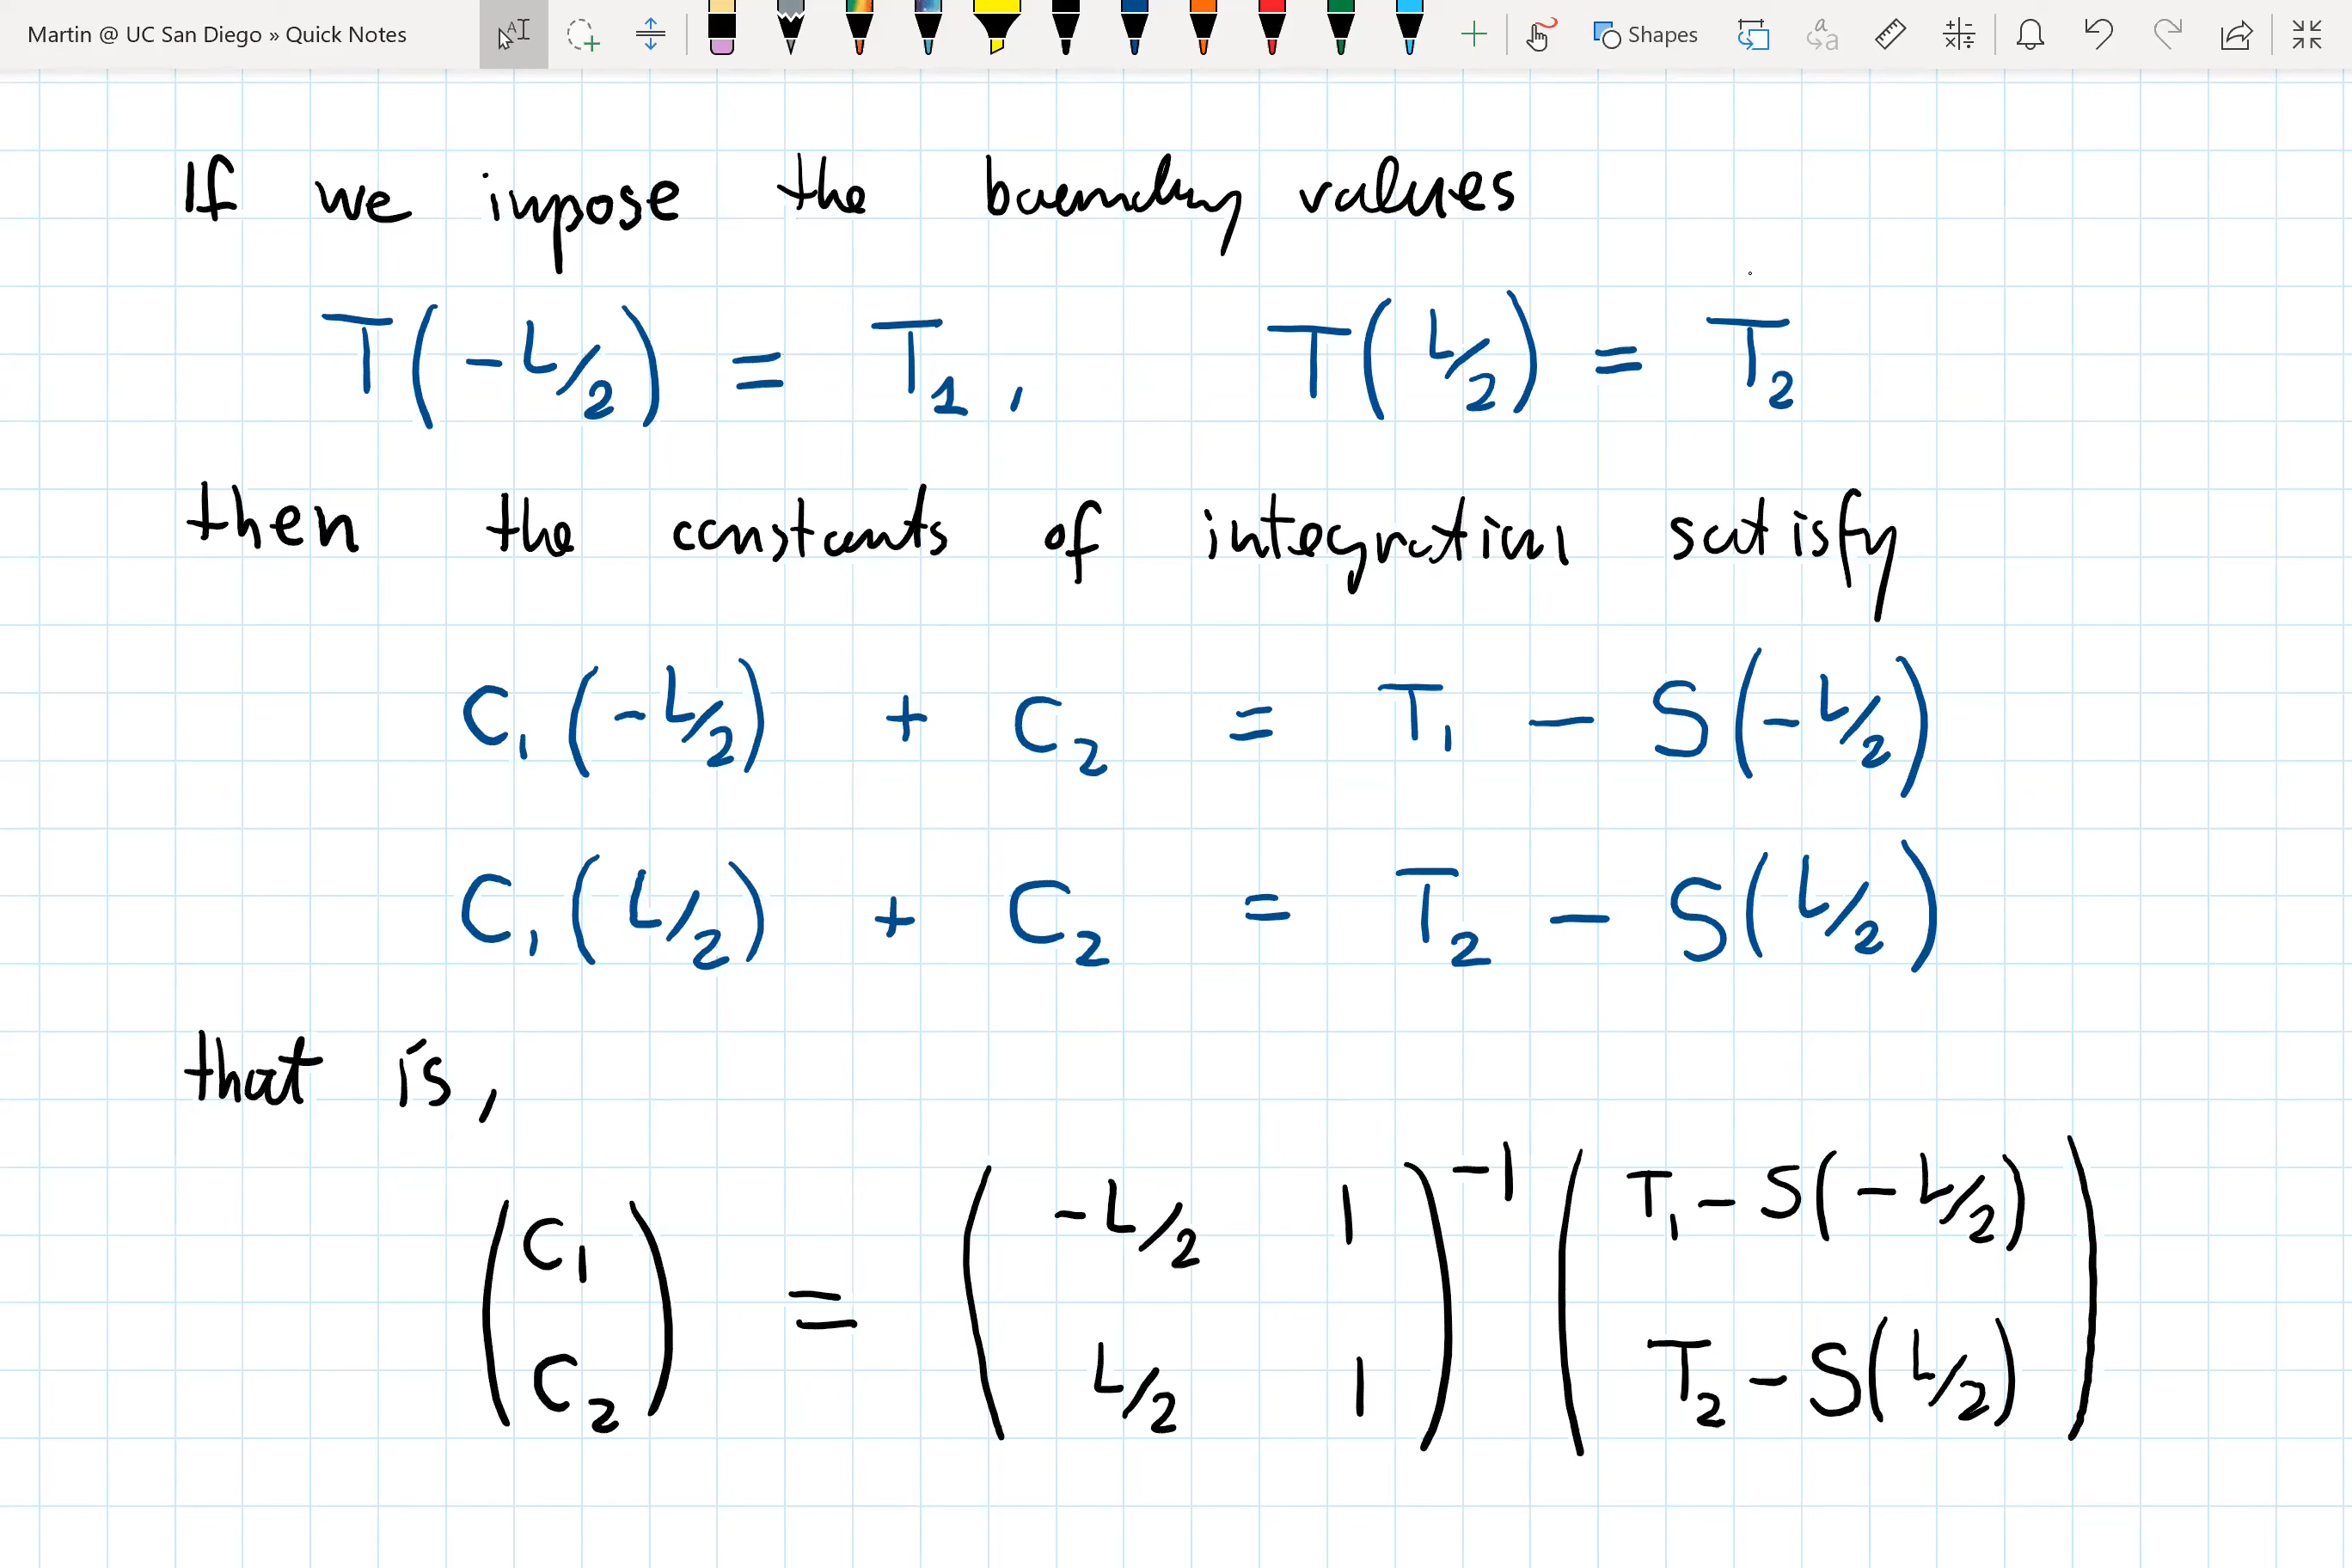 Martin @ UC San Diego » Quick Notes Shapes
If we impose the boundary values
T(-L/2) = T1, T(L/2) = T2
then the constants of integration satisfy
C1(-L/2) + C2 = T1 - S(-L/2)
C1(L/2) + C2 = T2 - S(L/2)
that is,
(C1 C2) = (-L/2 1 L/2 1)^-1 (T1 - S(-L/2) T2 - S(L/2))